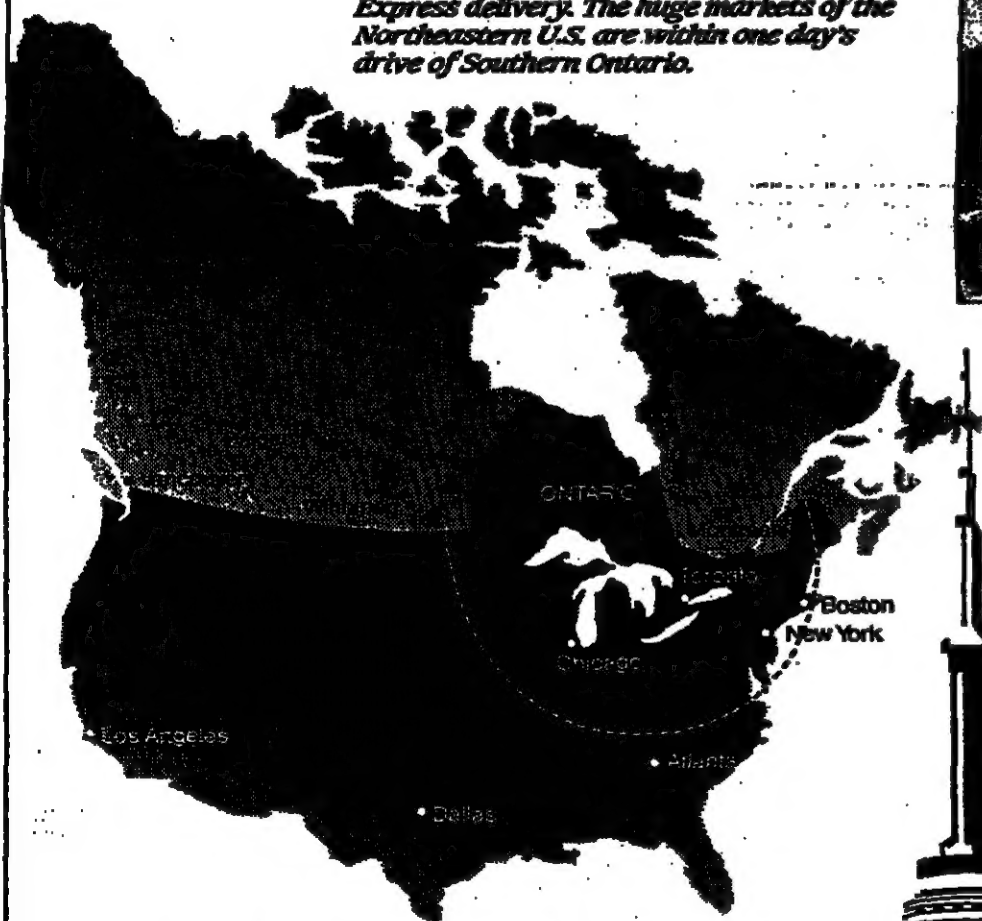 Express delivery. The huge markets of the
Northeastern U.S. are within one day's
drive of Southern Ontario.
ONTARIO
Toronto
Boston
New York
Chicago
Los Angeles
Atlanta
Dallas